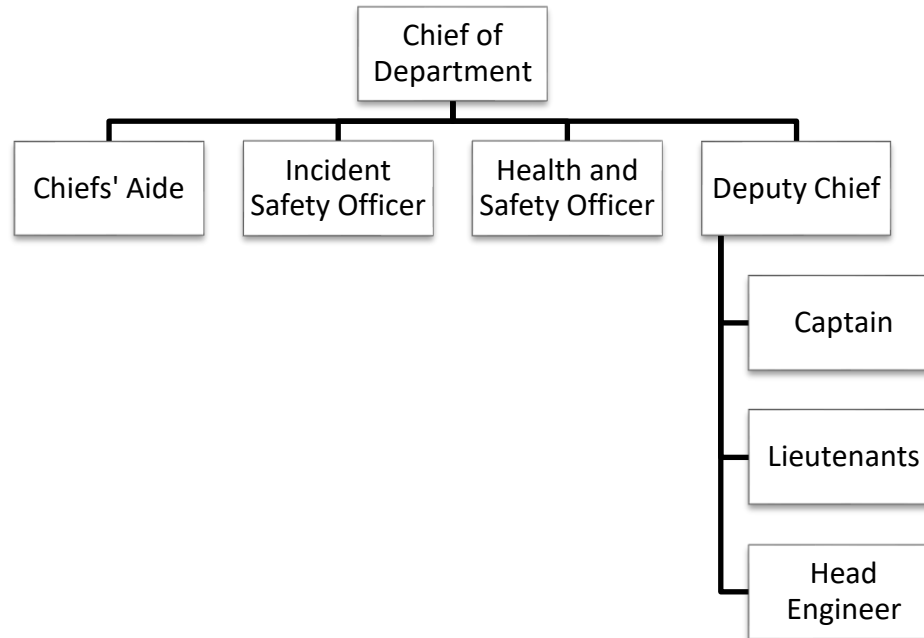 Chief of
Department
Chiefs' Aide
Incident
Safety Officer
Health and
Safety Officer
Deputy Chief
Captain
Lieutenants
Head
Engineer